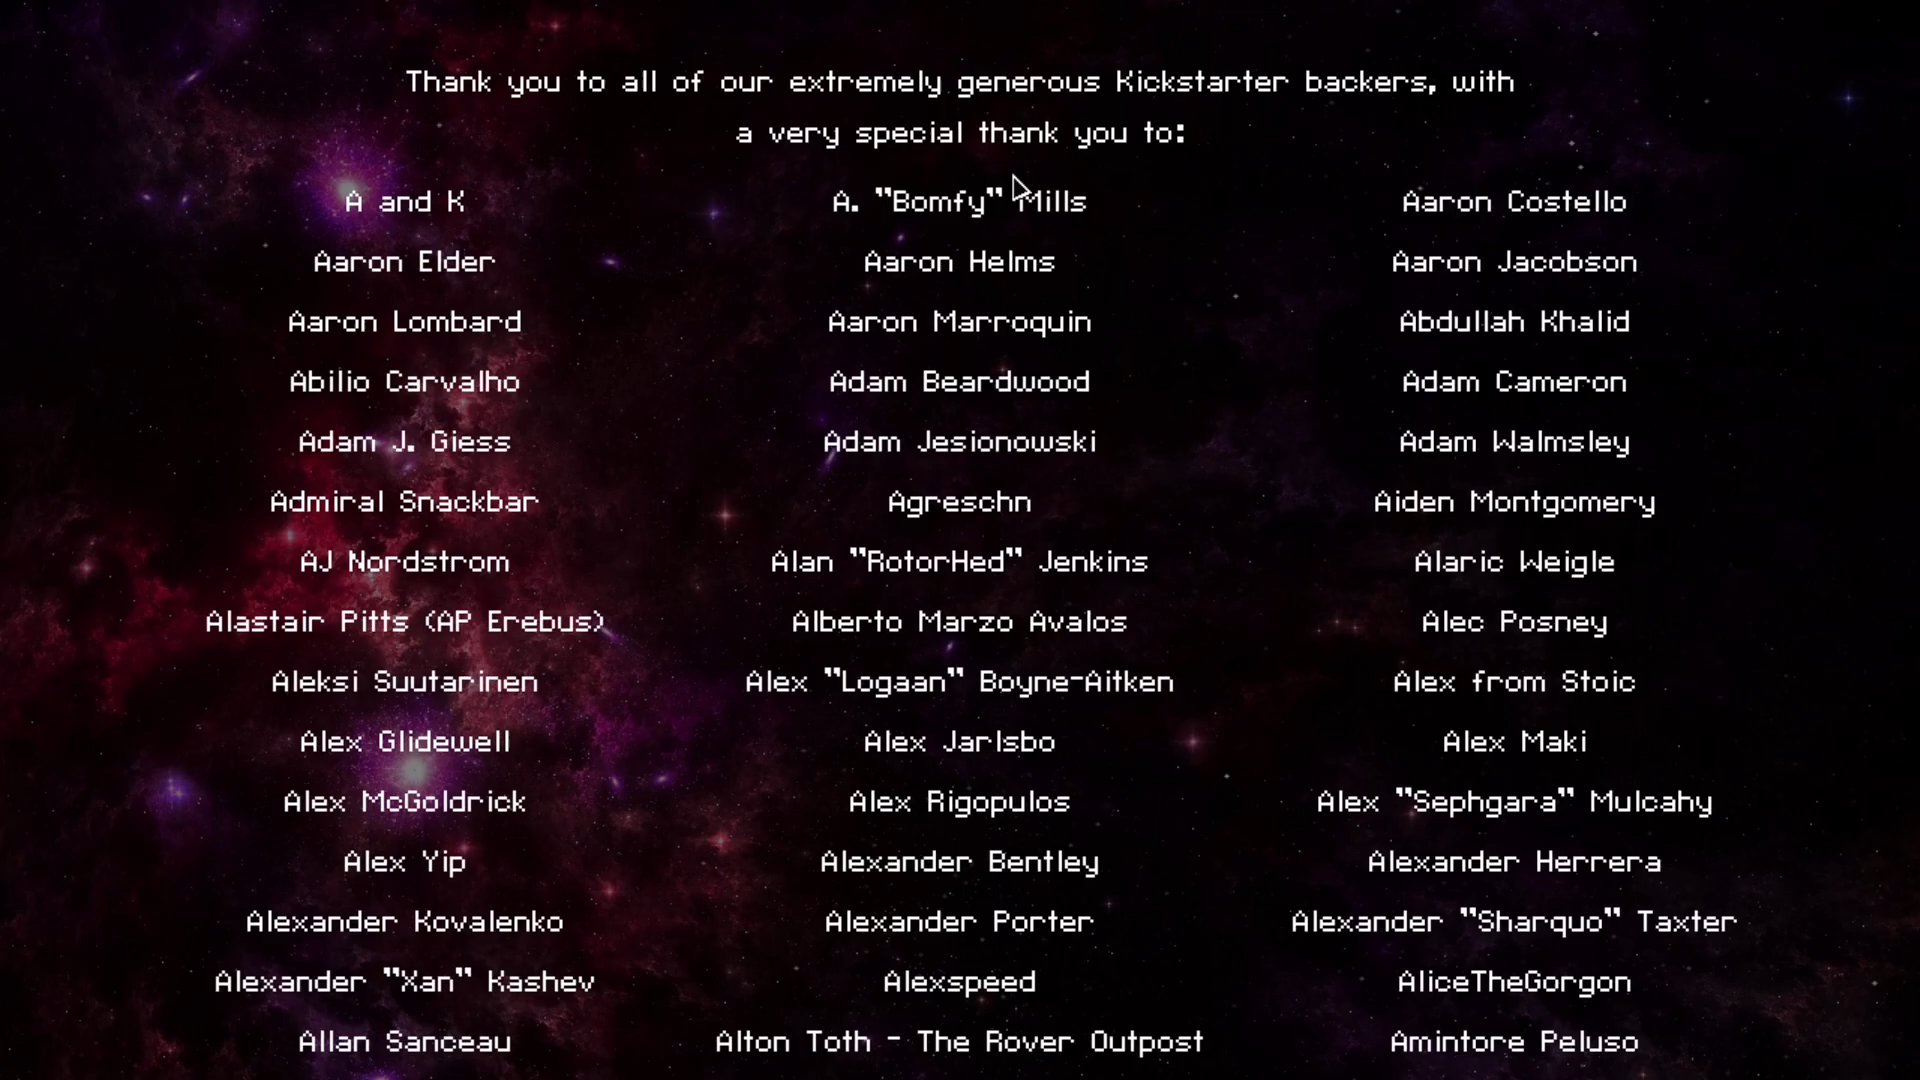 Thank you to all of our extremely generous Kickstarter backers, with
a very special thank you to:
A and K A. "Bomfy" Mills Aaron Costello
Aaron Elder Aaron Helms Aaron Jacobson
Aaron Lombard Aaron Marroquin Abdullah Khalid
Abilio Carvalho Adam Beardwood Adam Cameron
Adam J. Giess Adam Jesionowski Adam Walmsley
Admiral Snackbar Agreschn Aiden Montgomery
AJ Nordstrom Alan "RotorHed" Jenkins Alaric Weigle
Alastair Pitts (AP Erebus) Alberto Marzo Avalos Alec Posney
Aleksi Suutarinen Alex "Logaan" Boyne-Aitken Alex from Stoic
Alex Glidewell Alex Jarlsbo Alex Maki
Alex McGoldrick Alex Rigopulos Alex "Sephgara" Mulcahy
Alex Yip Alexander Bentley Alexander Herrera
Alexander Kovalenko Alexander Porter Alexander "Sharquo" Taxter
Alexander "Xan" Kashev Alexspeed AliceTheGorgon
Allan Sanceau Alton Toth - The Rover Outpost Amintore Peluso